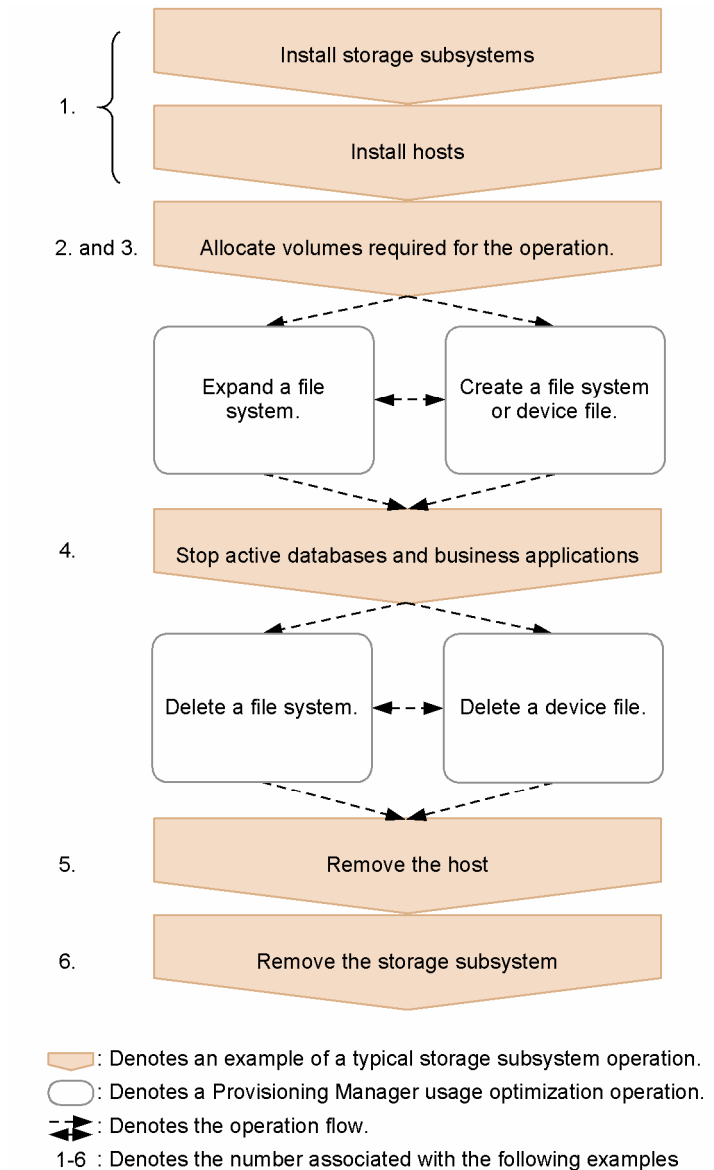 Install storage subsystems
1.
Install hosts
2. and 3.
Allocate volumes required for the operation.
Expand a file
system.
Create a file system
or device file.
4.
Stop active databases and business applications
Delete a file system.
Delete a device file.
5.
Remove the host
6.
Remove the storage subsystem
: Denotes an example of a typical storage subsystem operation.
: Denotes a Provisioning Manager usage optimization operation.
: Denotes the operation flow.
1-6 : Denotes the number associated with the following examples